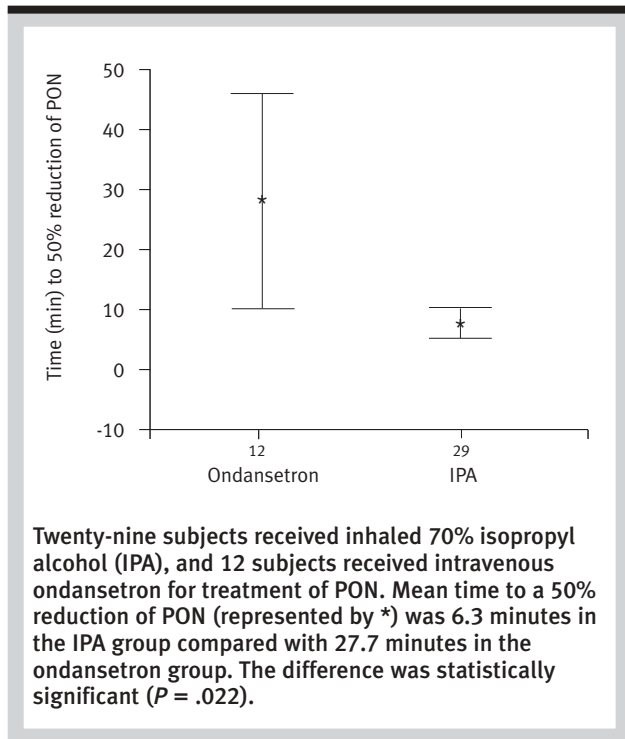 Time (min) to 50% reduction of PON
50
40
30
20
10
0
-10
12
29
Ondansetron
IPA
Twenty-nine subjects received inhaled 70% isopropyl
alcohol (IPA), and 12 subjects received intravenous
ondansetron for treatment of PON. Mean time to a 50%
reduction of PON (represented by *) was 6.3 minutes in
the IPA group compared with 27.7 minutes in the
ondansetron group. The difference was statistically
significant (P = .022).